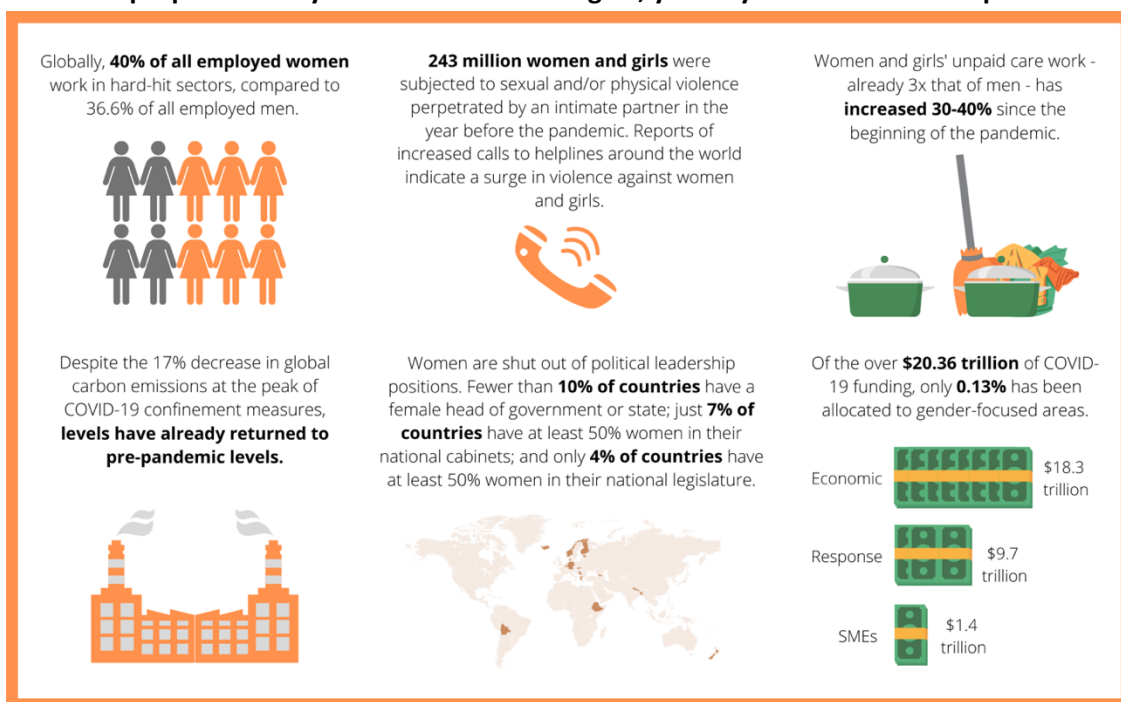 Globally, 40% of all employed women
work in hard-hit sectors, compared to
36.6% of all employed men.
243 million women and girls were
subjected to sexual and/or physical violence
perpetrated by an intimate partner in the
year before the pandemic. Reports of
increased calls to helplines around the world
indicate a surge in violence against women
and girls.
Women and girls' unpaid care work -
already 3x that of men - has
increased 30-40% since the
beginning of the pandemic.
Despite the 17% decrease in global
carbon emissions at the peak of
COVID-19 confinement measures,
levels have already returned to
pre-pandemic levels.
Women are shut out of political leadership
positions. Fewer than 10% of countries have a
female head of government or state; just 7% of
countries have at least 50% women in their
national cabinets; and only 4% of countries have
at least 50% women in their national legislature.
Of the over $20.36 trillion of COVID-
19 funding, only 0.13% has been
allocated to gender-focused areas.
Economic
$18.3
trillion
Response
$9.7
trillion
SMEs
$1.4
trillion